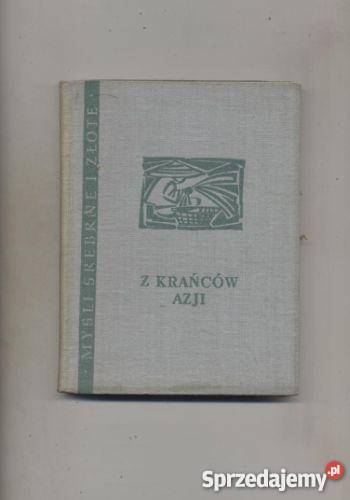 · MYŚLI SREBRNE I ZŁOTE ·
Z KRAŃCÓW
AZJI
Sprzedajemy.pl